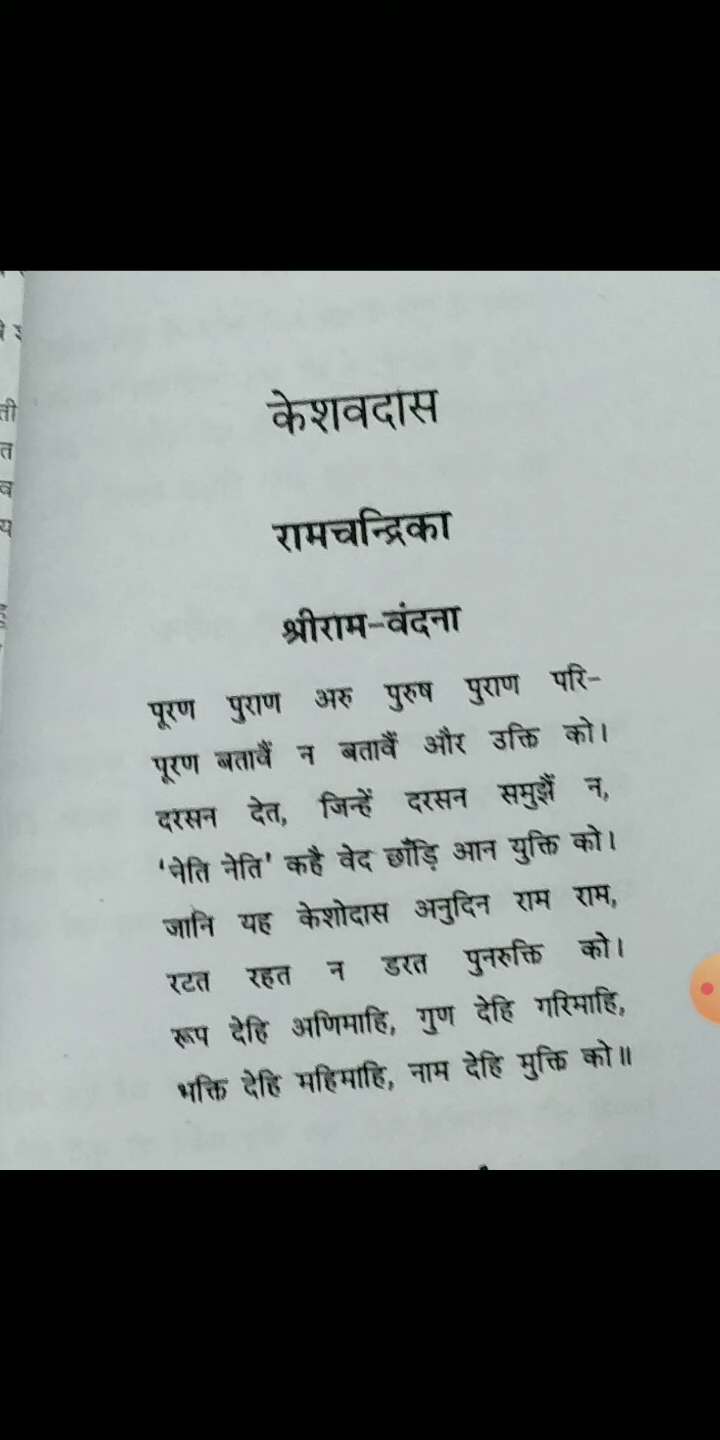 केशवदास
रामचन्द्रिका
श्रीराम-वंदना
पूरण पुराण अरु पुरुष पुराण परि-
पूरण बतावैं न बतावैं और उक्ति को।
दरसन देत, जिन्हें दरसन समुझैं न,
'नेति नेति' कहै वेद छाँड़ि आन युक्ति को।
जानि यह केशोदास अनुदिन राम राम,
रटत रहत न डरत पुनरुक्ति को।
रूप देहि अणिमाहि, गुण देहि गरिमाहि,
भक्ति देहि महिमाहि, नाम देहि मुक्ति को॥